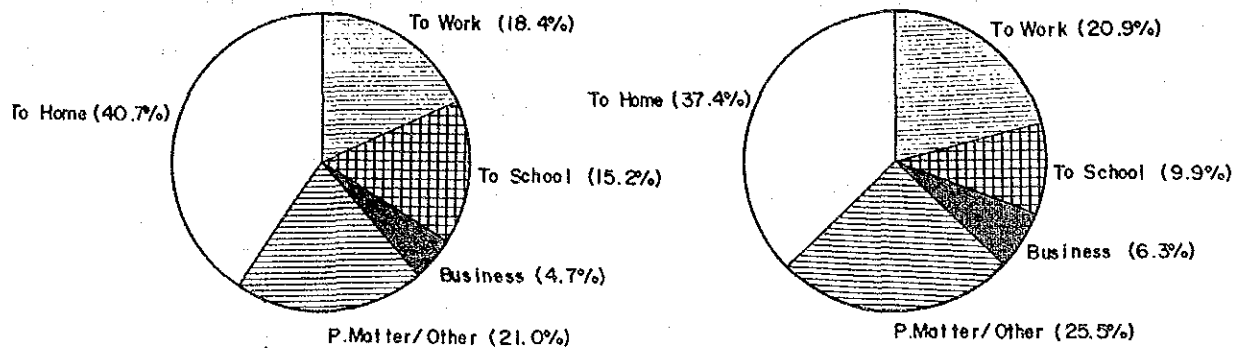 To Work (18.4%)
To Home (40.7%)
To School (15.2%)
Business (4.7%)
P.Matter/Other (21.0%)
To Work (20.9%)
To Home (37.4%)
To School (9.9%)
Business (6.3%)
P.Matter/Other (25.5%)